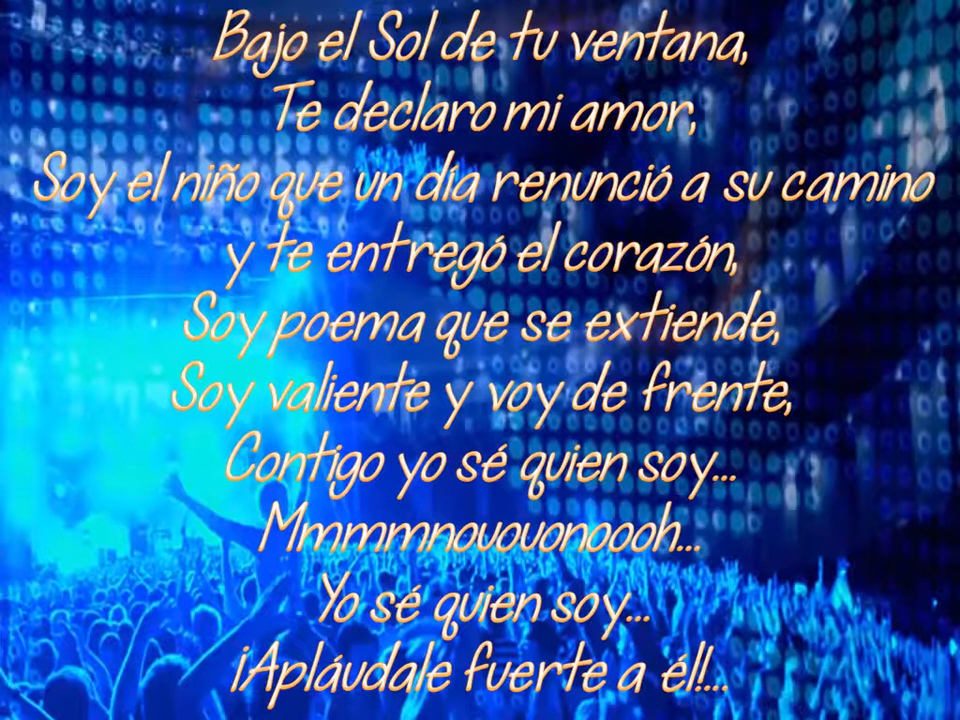 Bajo el Sol de tu ventana,
Te declaro mi amor,
Soy el niño que un día renunció a su camino
y te entregó el corazón,
Soy poema que se extiende,
Soy valiente y voy de frente,
Contigo yo sé quien soy...
Mmmmnouounoooh...
Yo sé quien soy...
¡Apláudale fuerte a él!...